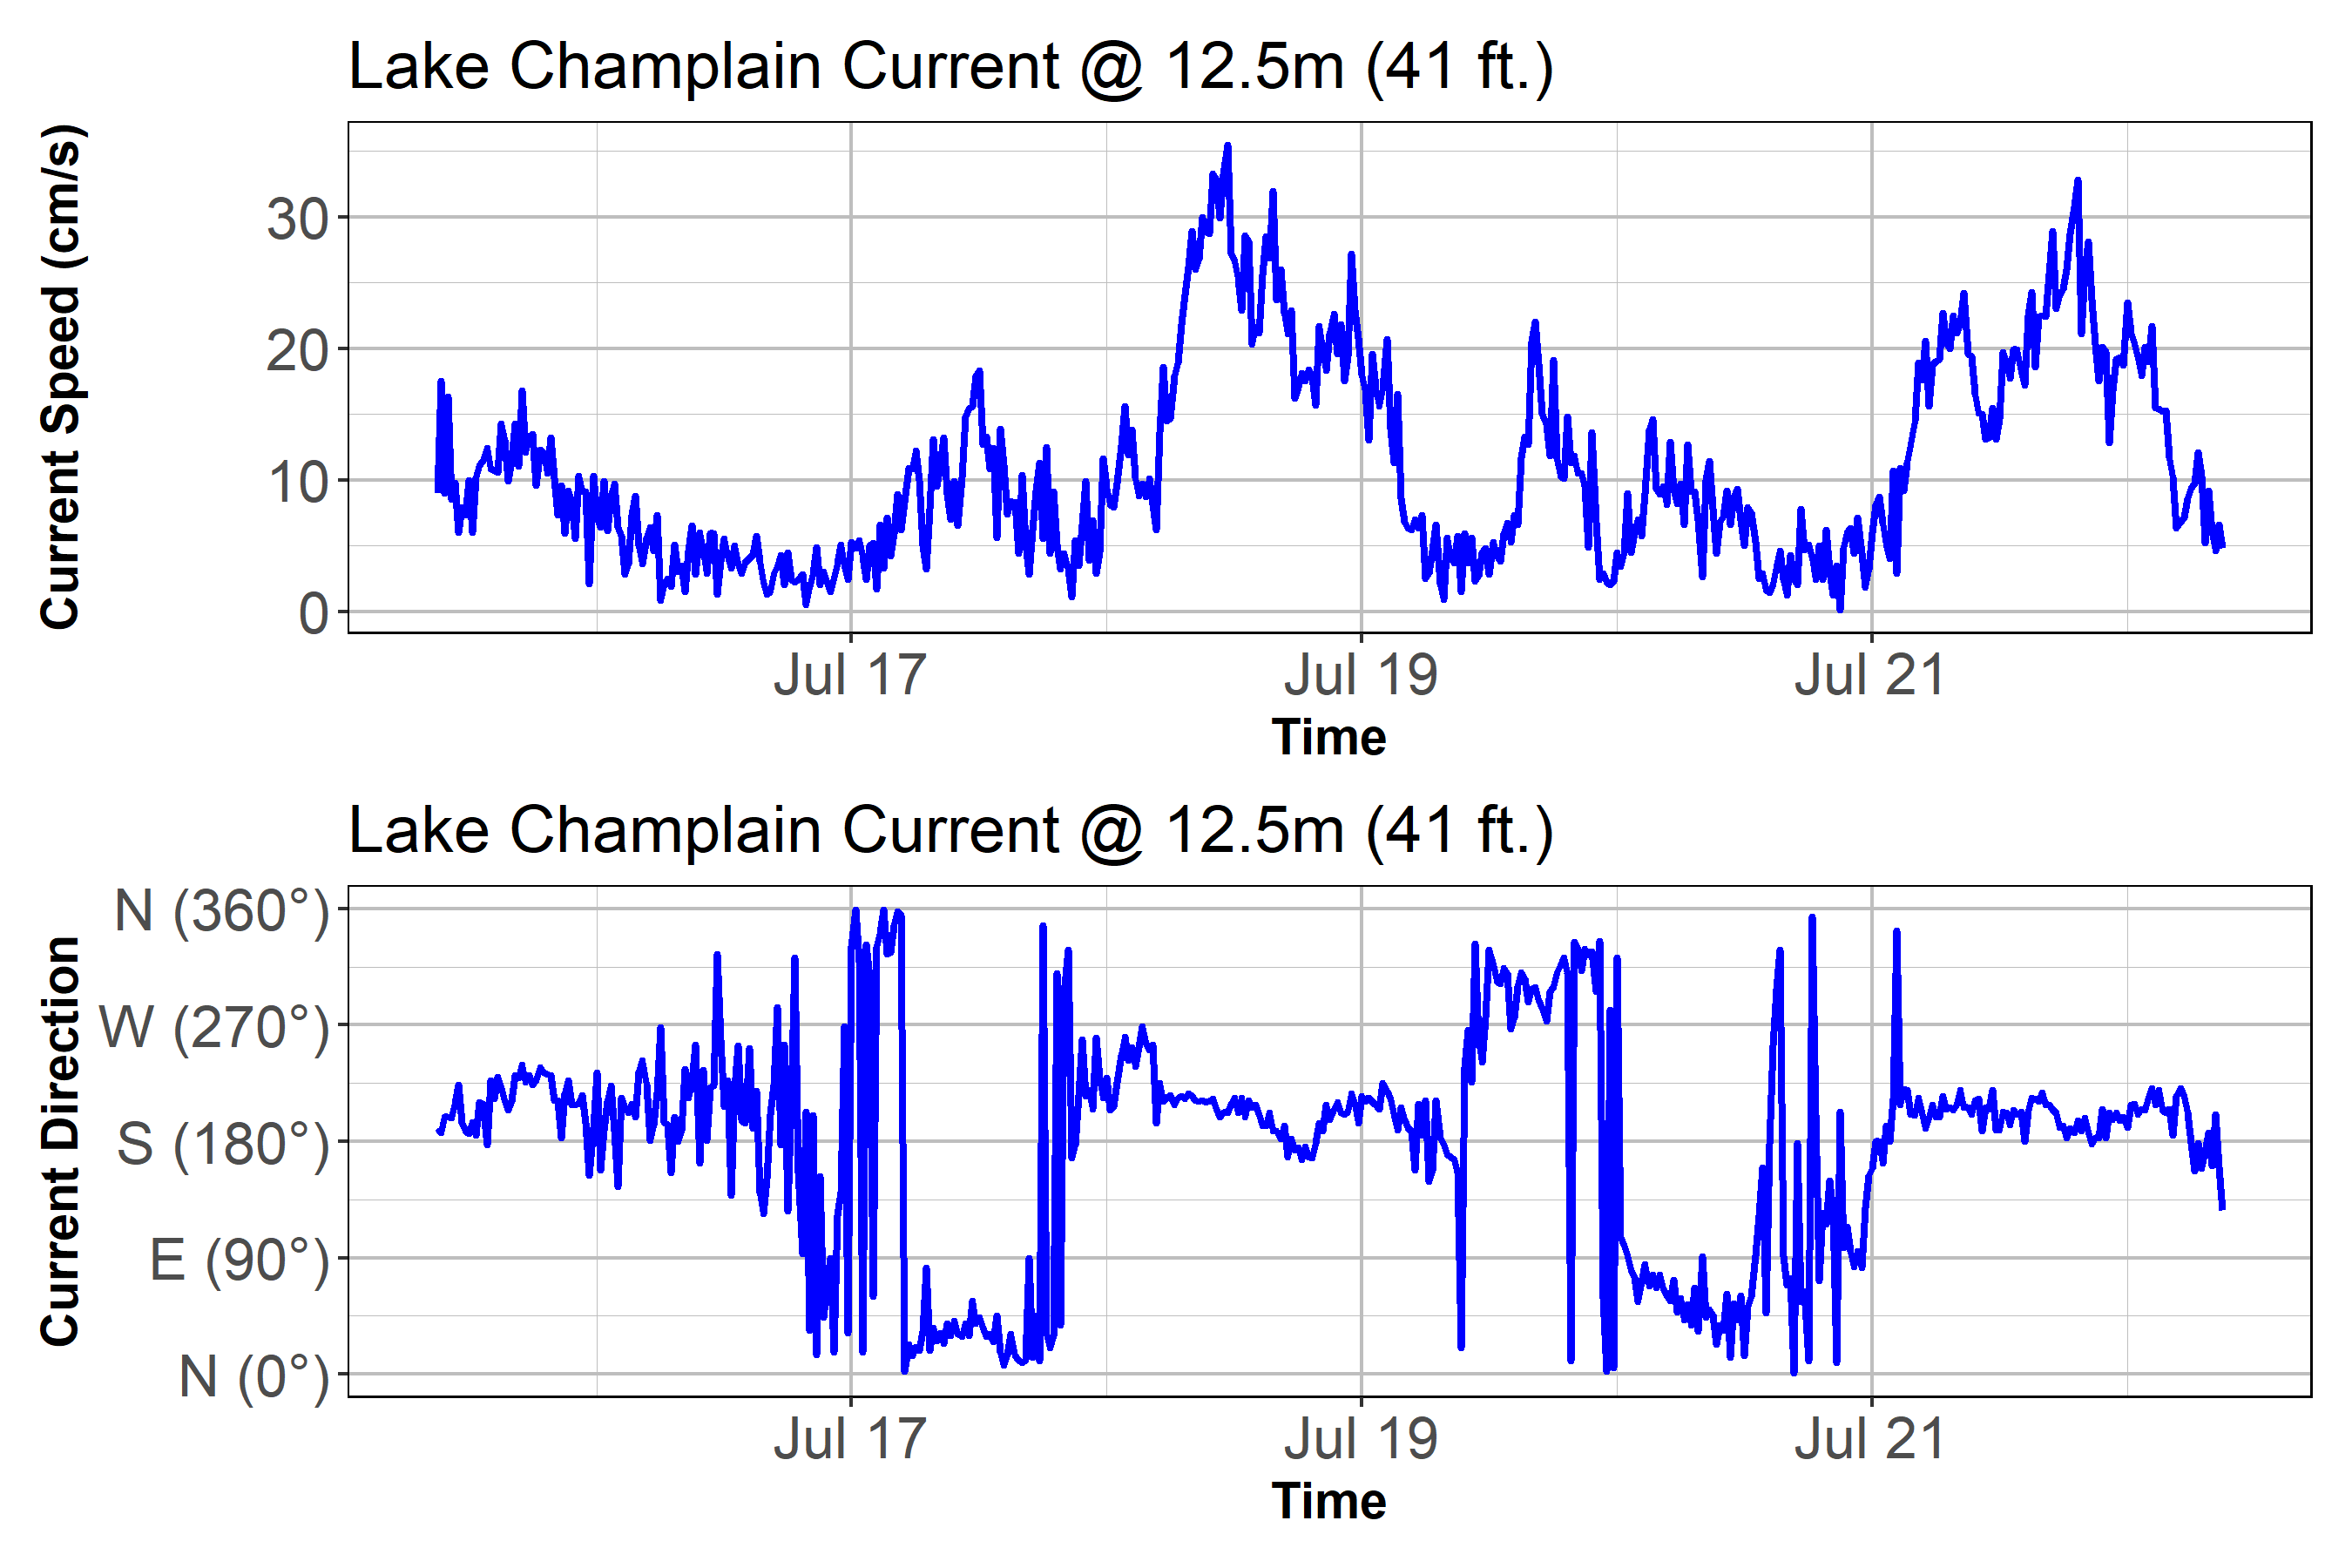 Lake Champlain Current @ 12.5m (41 ft.)
Current Speed (cm/s)
30
20
10
0
Jul 17
Jul 19
Jul 21
Time
Lake Champlain Current @ 12.5m (41 ft.)
Current Direction
N (360°)
W (270°)
S (180°)
E (90°)
N (0°)
Jul 17
Jul 19
Jul 21
Time